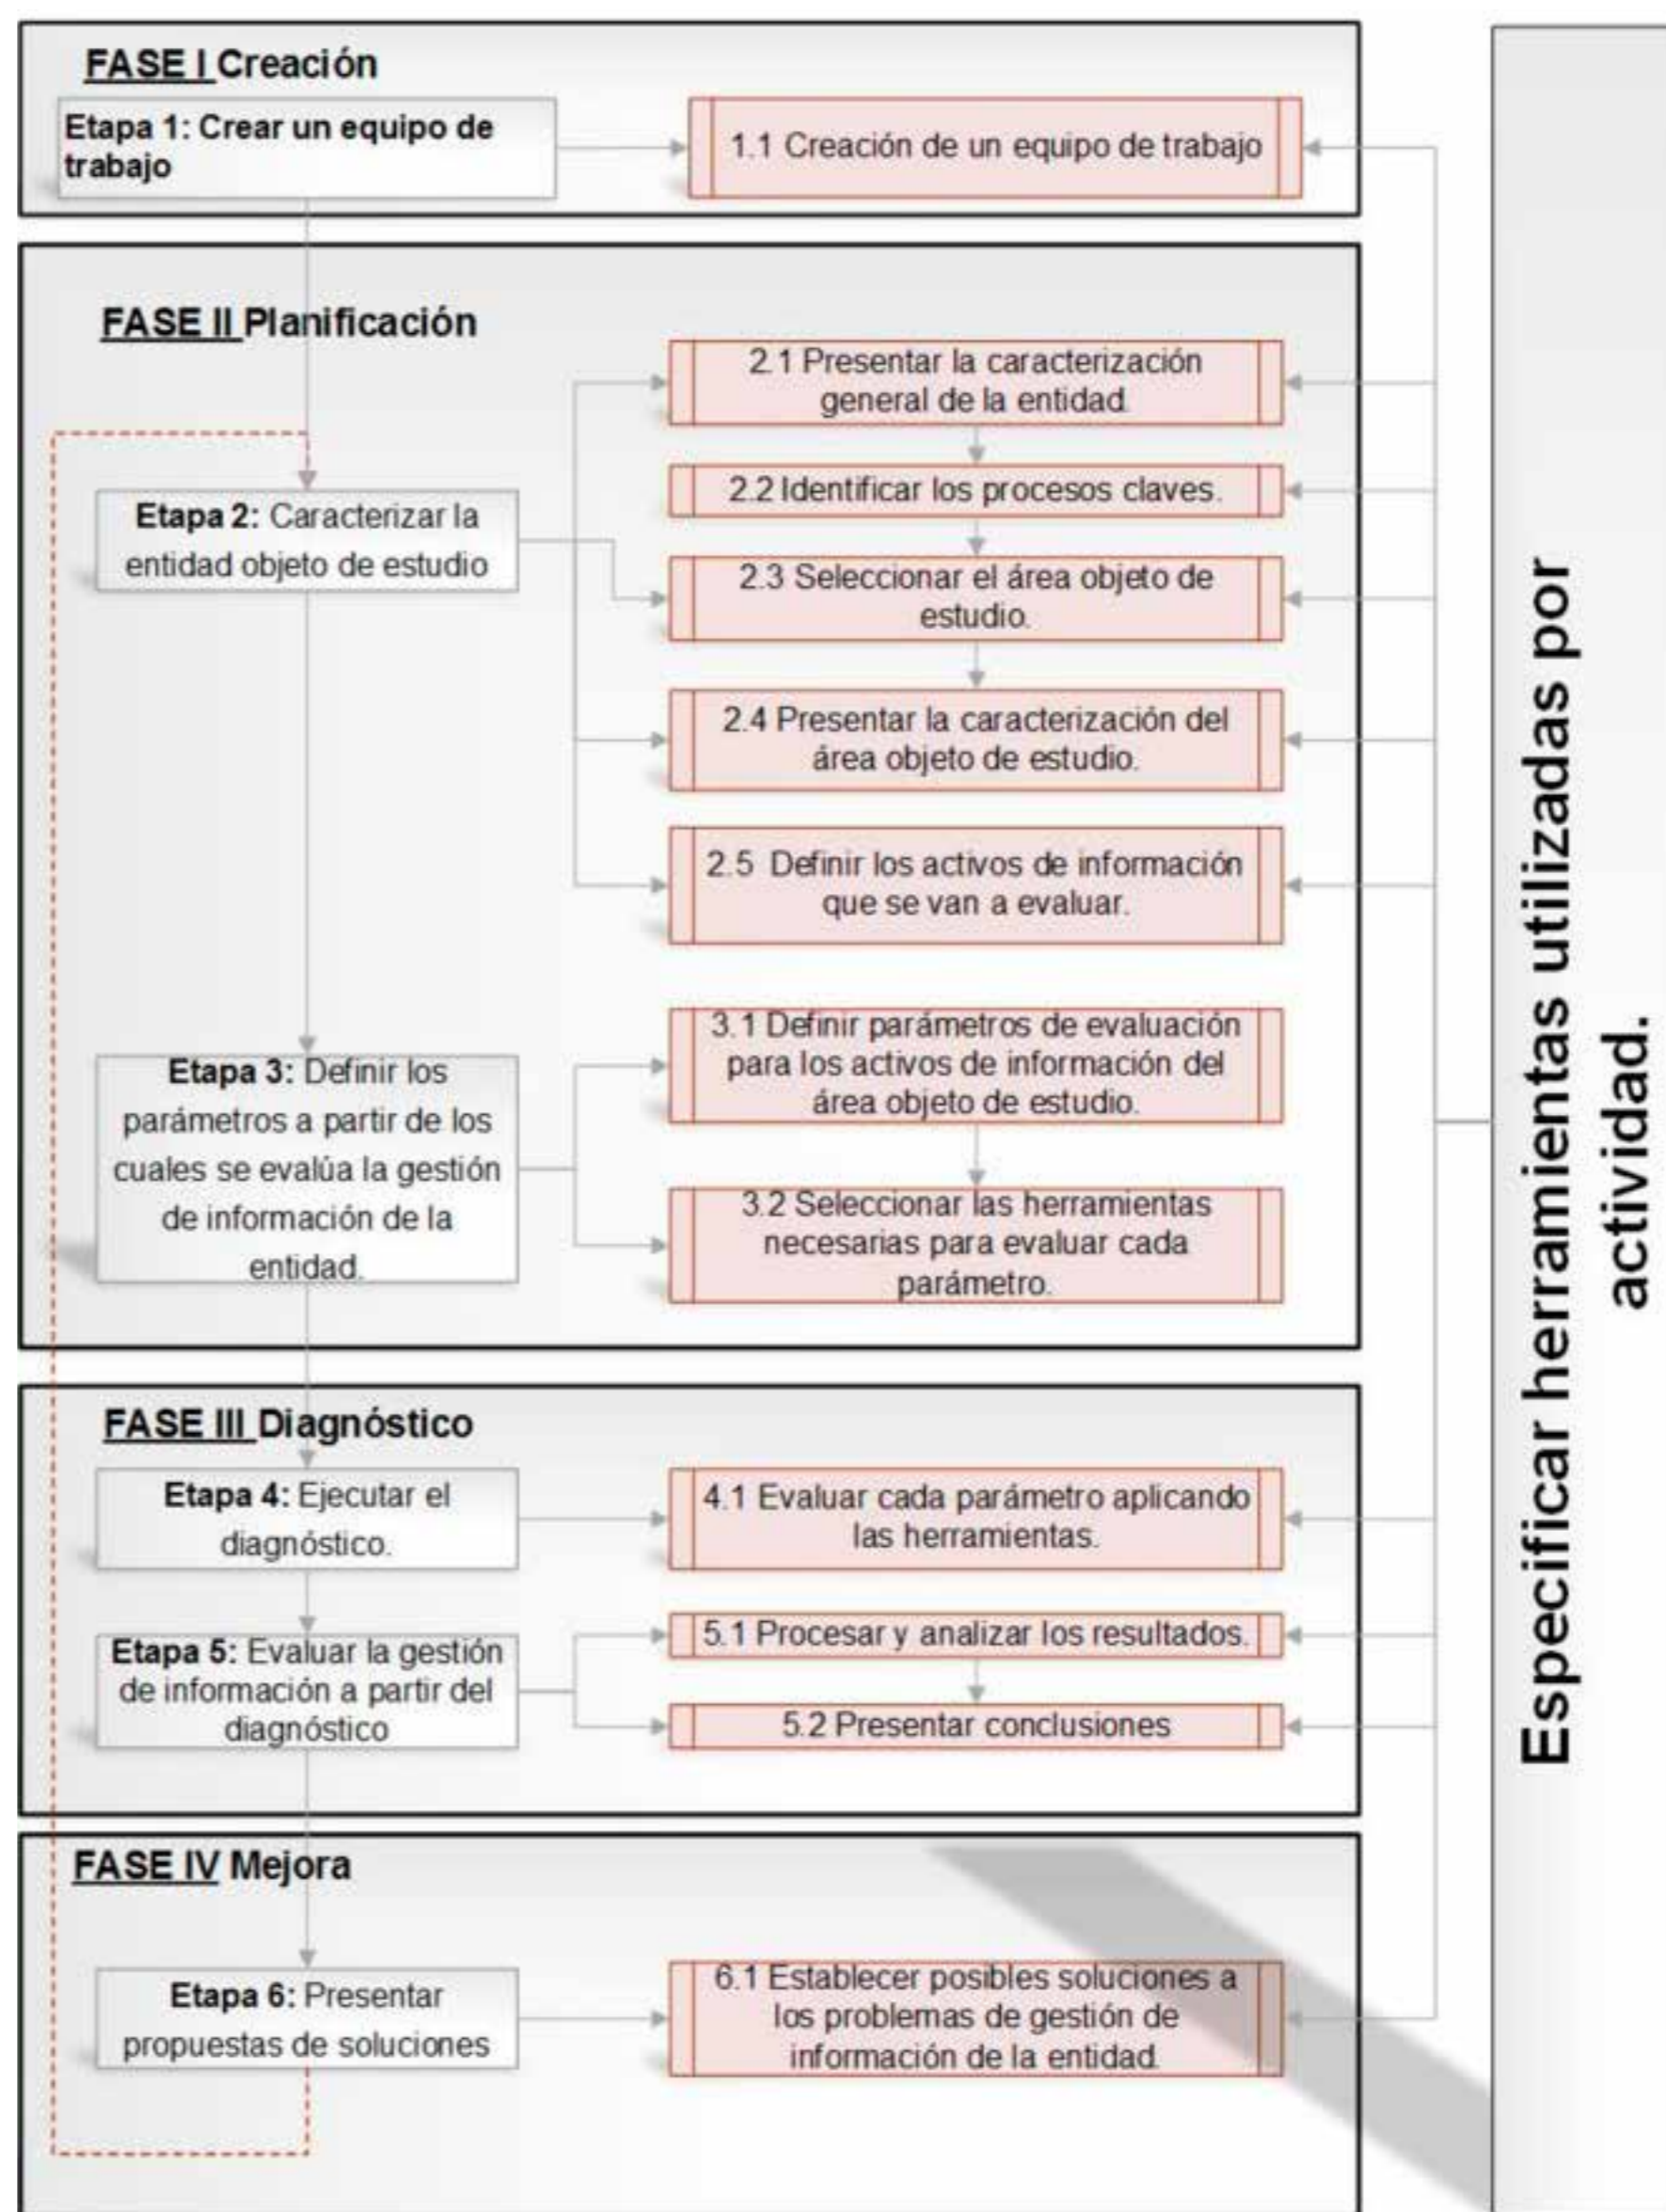 FASE I Creación
Etapa 1: Crear un equipo de
trabajo
1.1 Creación de un equipo de trabajo
FASE II Planificación
2.1 Presentar la caracterización
general de la entidad.
2.2 Identificar los procesos claves.
Etapa 2: Caracterizar la
entidad objeto de estudio
2.3 Seleccionar el área objeto de
estudio.
2.4 Presentar la caracterización del
área objeto de estudio.
2.5 Definir los activos de información
que se van a evaluar.
Etapa 3: Definir los
parámetros a partir de los
cuales se evalúa la gestión
de información de la
entidad.
3.1 Definir parámetros de evaluación
para los activos de información del
área objeto de estudio.
3.2 Seleccionar las herramientas
necesarias para evaluar cada
parámetro.
FASE III Diagnóstico
Etapa 4: Ejecutar el
diagnóstico.
4.1 Evaluar cada parámetro aplicando
las herramientas.
Etapa 5: Evaluar la gestión
de información a partir del
diagnóstico
5.1 Procesar y analizar los resultados.
5.2 Presentar conclusiones
FASE IV Mejora
Etapa 6: Presentar
propuestas de soluciones
6.1 Establecer posibles soluciones a
los problemas de gestión de
información de la entidad.
Especificar herramientas utilizadas por
actividad.